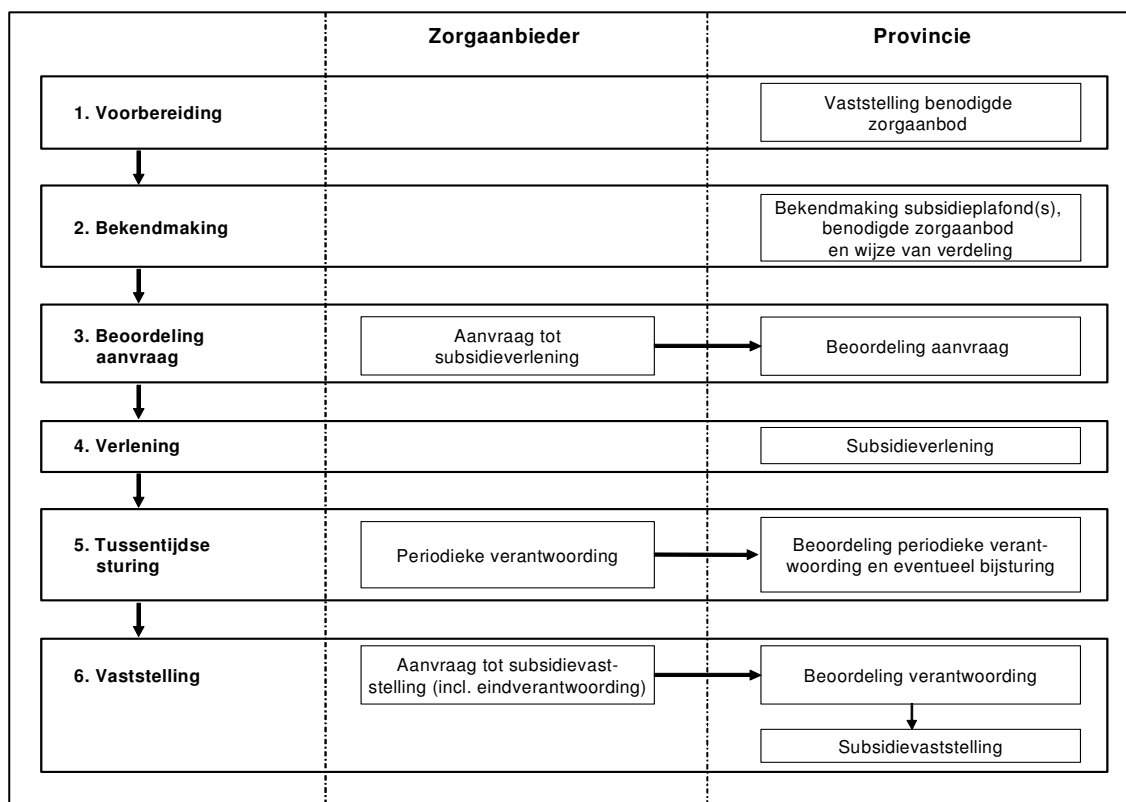 Zorgaanbieder
Provincie
1. Voorbereiding
Vaststelling benodigde
zorgaanbod
2. Bekendmaking
Bekendmaking subsidieplafond(s),
benodigde zorgaanbod
en wijze van verdeling
3. Beoordeling
aanvraag
Aanvraag tot
subsidieverlening
Beoordeling aanvraag
4. Verlening
Subsidieverlening
5. Tussentijdse
sturing
Periodieke verantwoording
Beoordeling periodieke verant-
woording en eventueel bijsturing
6. Vaststelling
Aanvraag tot subsidievast-
stelling (incl. eindverantwoording)
Beoordeling verantwoording
Subsidievaststelling